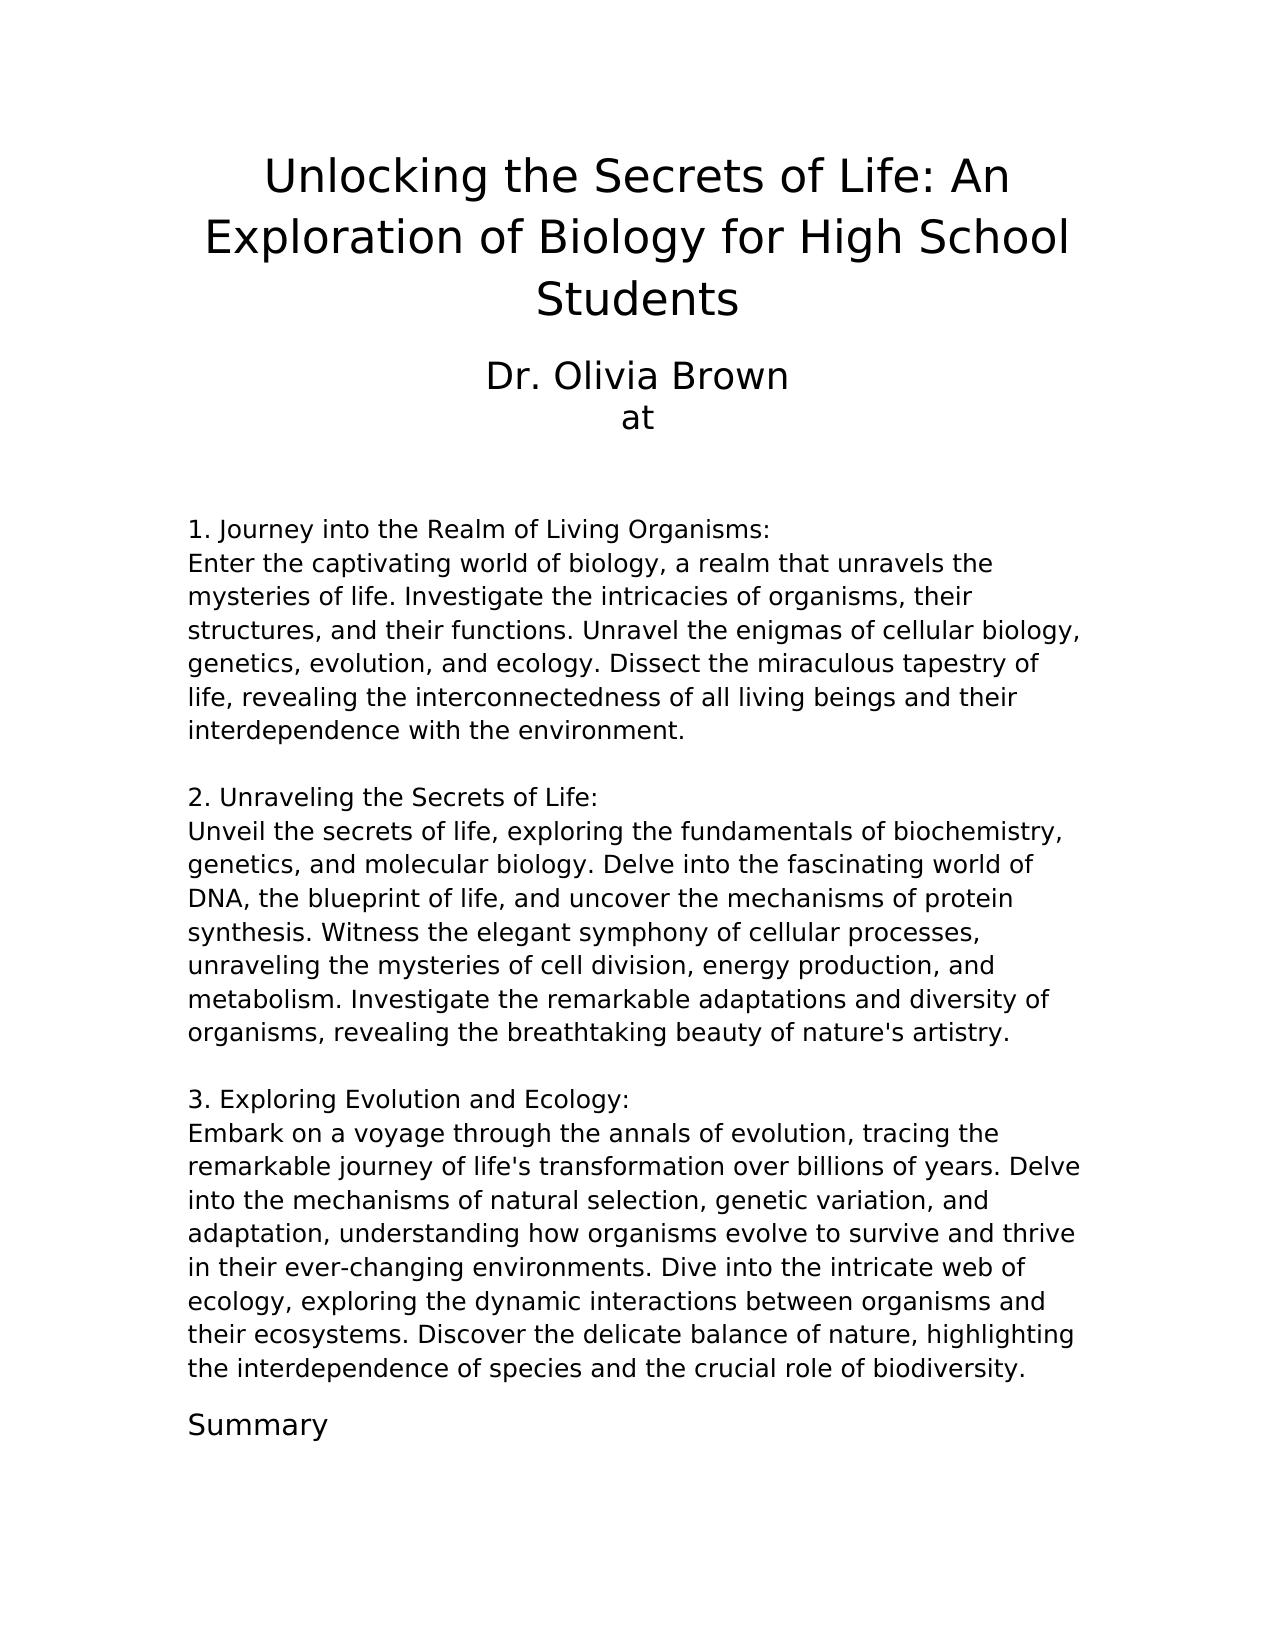 Unlocking the Secrets of Life: An
Exploration of Biology for High School
Students
Dr. Olivia Brown
at
1. Journey into the Realm of Living Organisms:
Enter the captivating world of biology, a realm that unravels the
mysteries of life. Investigate the intricacies of organisms, their
structures, and their functions. Unravel the enigmas of cellular biology,
genetics, evolution, and ecology. Dissect the miraculous tapestry of
life, revealing the interconnectedness of all living beings and their
interdependence with the environment.
2. Unraveling the Secrets of Life:
Unveil the secrets of life, exploring the fundamentals of biochemistry,
genetics, and molecular biology. Delve into the fascinating world of
DNA, the blueprint of life, and uncover the mechanisms of protein
synthesis. Witness the elegant symphony of cellular processes,
unraveling the mysteries of cell division, energy production, and
metabolism. Investigate the remarkable adaptations and diversity of
organisms, revealing the breathtaking beauty of nature's artistry.
3. Exploring Evolution and Ecology:
Embark on a voyage through the annals of evolution, tracing the
remarkable journey of life's transformation over billions of years. Delve
into the mechanisms of natural selection, genetic variation, and
adaptation, understanding how organisms evolve to survive and thrive
in their ever-changing environments. Dive into the intricate web of
ecology, exploring the dynamic interactions between organisms and
their ecosystems. Discover the delicate balance of nature, highlighting
the interdependence of species and the crucial role of biodiversity.
Summary